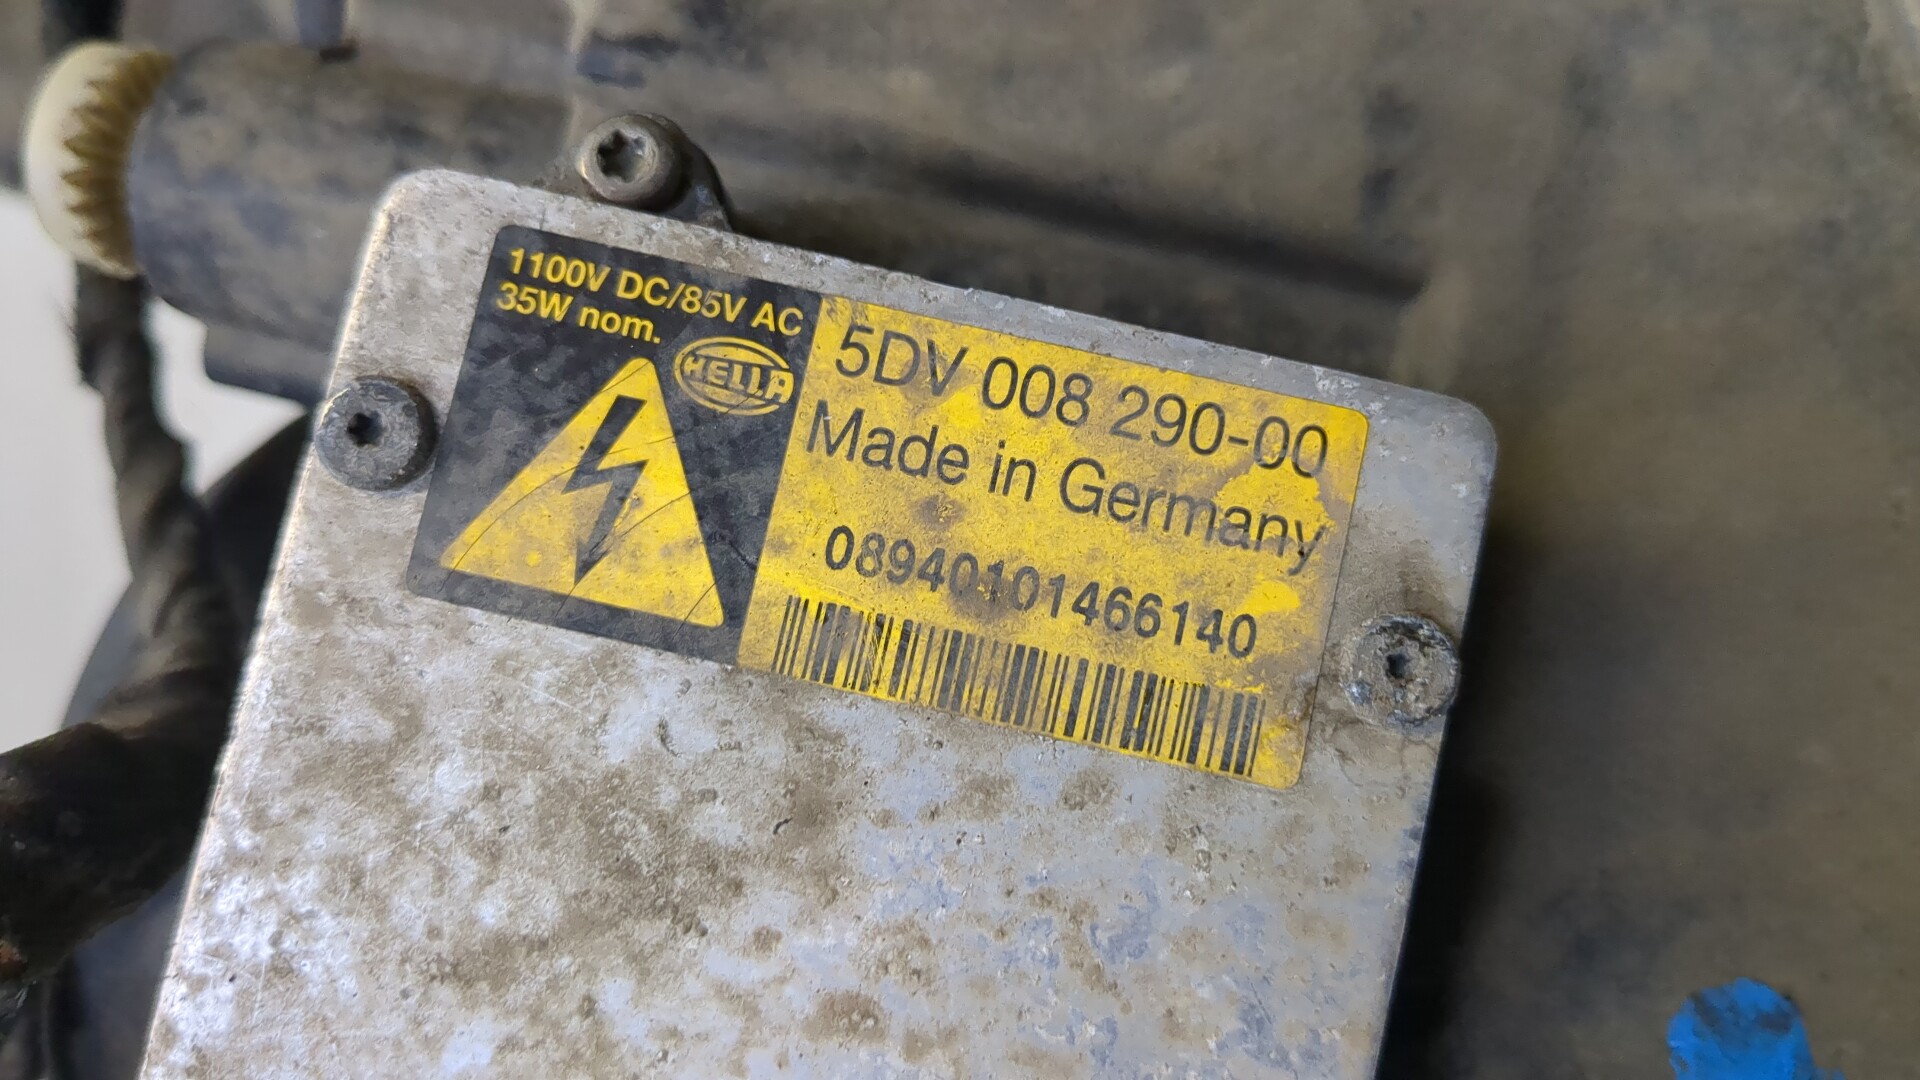 1100V DC/85V AC
35W nom.
HELLA
5DV 008 290-00
Made in Germany
08940101466140